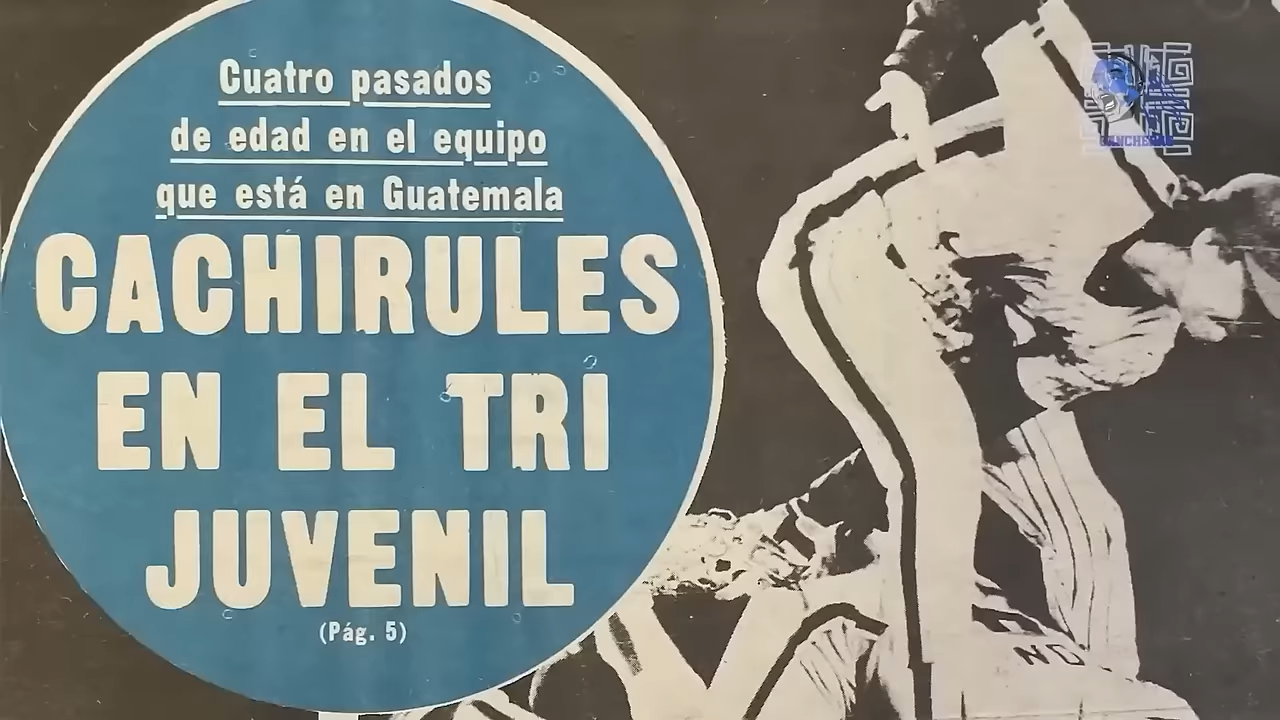 Cuatro pasados
de edad en el equipo
que está en Guatemala
CACHIRULES
EN EL TRI
JUVENIL
(Pág. 5)